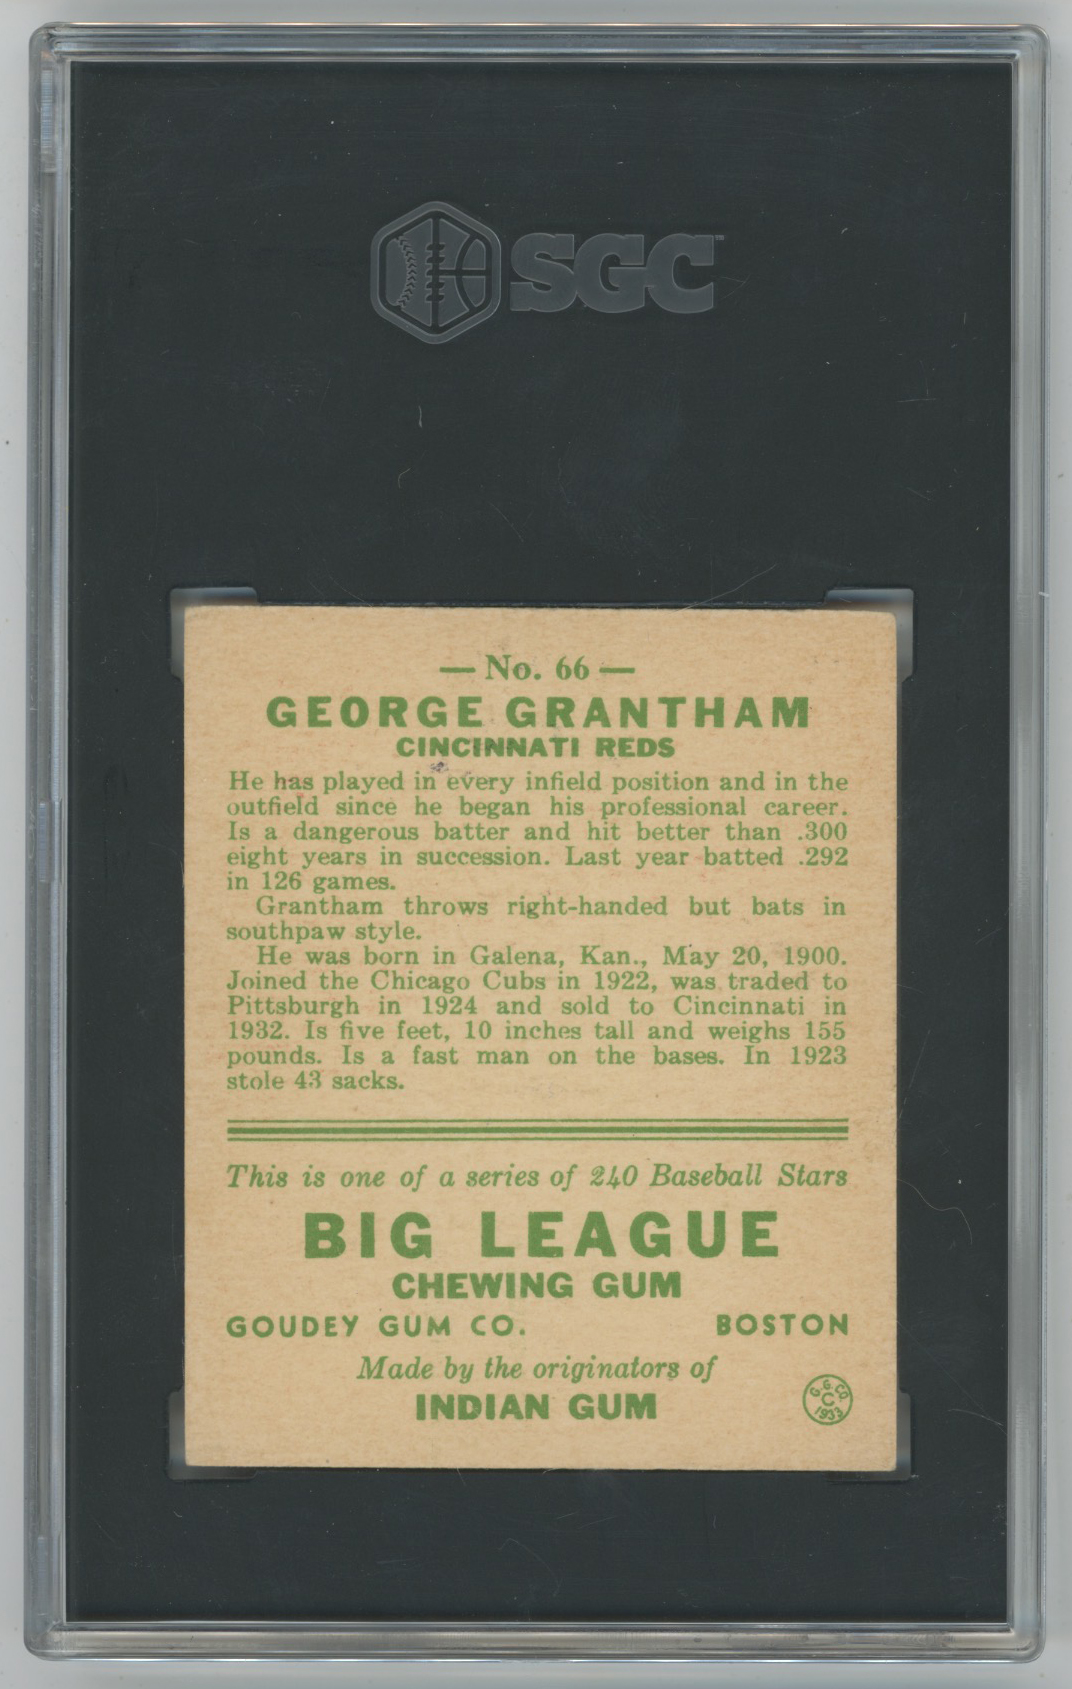 SGC™
— No. 66 —
GEORGE GRANTHAM
CINCINNATI REDS
He has played in every infield position and in the
outfield since he began his professional career.
Is a dangerous batter and hit better than .300
eight years in succession. Last year batted .292
in 126 games.
Grantham throws right-handed but bats in
southpaw style.
He was born in Galena, Kan., May 20, 1900.
Joined the Chicago Cubs in 1922, was traded to
Pittsburgh in 1924 and sold to Cincinnati in
1932. Is five feet, 10 inches tall and weighs 155
pounds. Is a fast man on the bases. In 1923
stole 43 sacks.
This is one of a series of 240 Baseball Stars
BIG LEAGUE
CHEWING GUM
GOUDEY GUM CO. BOSTON
Made by the originators of
INDIAN GUM
G. G. CO.
C
1933